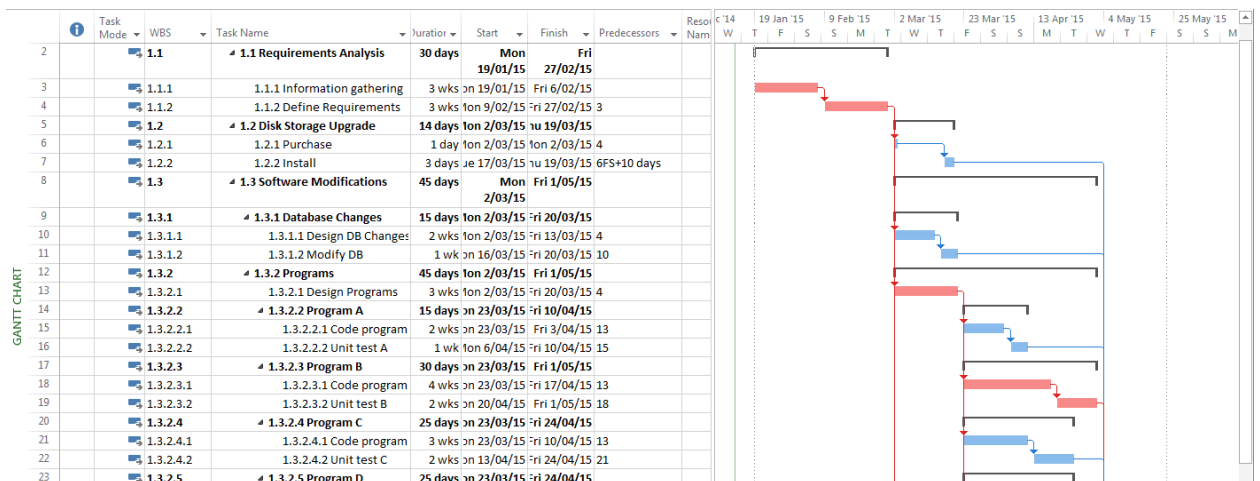 Task Resou c '14 19 Jan '15 9 Feb '15 2 Mar '15 23 Mar '15 13 Apr '15 4 May '15 25 May '15
Mode WBS Task Name Duration Start Finish Predecessors Nam W T F S S M T W T F S S M T W T F S S M
2 1.1 1.1 Requirements Analysis 30 days Mon Fri
19/01/15 27/02/15
3 1.1.1 1.1.1 Information gathering 3 wks on 19/01/15 Fri 6/02/15
4 1.1.2 1.1.2 Define Requirements 3 wks Mon 9/02/15 Fri 27/02/15 3
5 1.2 1.2 Disk Storage Upgrade 14 days Mon 2/03/15 hu 19/03/15
6 1.2.1 1.2.1 Purchase 1 day Mon 2/03/15 Mon 2/03/15 4
7 1.2.2 1.2.2 Install 3 days ue 17/03/15 hu 19/03/15 6FS+10 days
8 1.3 1.3 Software Modifications 45 days Mon Fri 1/05/15
2/03/15
9 1.3.1 1.3.1 Database Changes 15 days Mon 2/03/15 Fri 20/03/15
10 1.3.1.1 1.3.1.1 Design DB Changes 2 wks Mon 2/03/15 Fri 13/03/15 4
11 1.3.1.2 1.3.1.2 Modify DB 1 wk on 16/03/15 Fri 20/03/15 10
12 1.3.2 1.3.2 Programs 45 days Mon 2/03/15 Fri 1/05/15
13 1.3.2.1 1.3.2.1 Design Programs 3 wks Mon 2/03/15 Fri 20/03/15 4
14 1.3.2.2 1.3.2.2 Program A 15 days on 23/03/15 Fri 10/04/15
15 1.3.2.2.1 1.3.2.2.1 Code program 2 wks on 23/03/15 Fri 3/04/15 13
16 1.3.2.2.2 1.3.2.2.2 Unit test A 1 wk Mon 6/04/15 Fri 10/04/15 15
17 1.3.2.3 1.3.2.3 Program B 30 days on 23/03/15 Fri 1/05/15
18 1.3.2.3.1 1.3.2.3.1 Code program 4 wks on 23/03/15 Fri 17/04/15 13
19 1.3.2.3.2 1.3.2.3.2 Unit test B 2 wks on 20/04/15 Fri 1/05/15 18
20 1.3.2.4 1.3.2.4 Program C 25 days on 23/03/15 Fri 24/04/15
21 1.3.2.4.1 1.3.2.4.1 Code program 3 wks on 23/03/15 Fri 10/04/15 13
22 1.3.2.4.2 1.3.2.4.2 Unit test C 2 wks on 13/04/15 Fri 24/04/15 21
23 1.3.2.5 1.3.2.5 Program D 25 days on 23/03/15 Fri 24/04/15
GANTT CHART